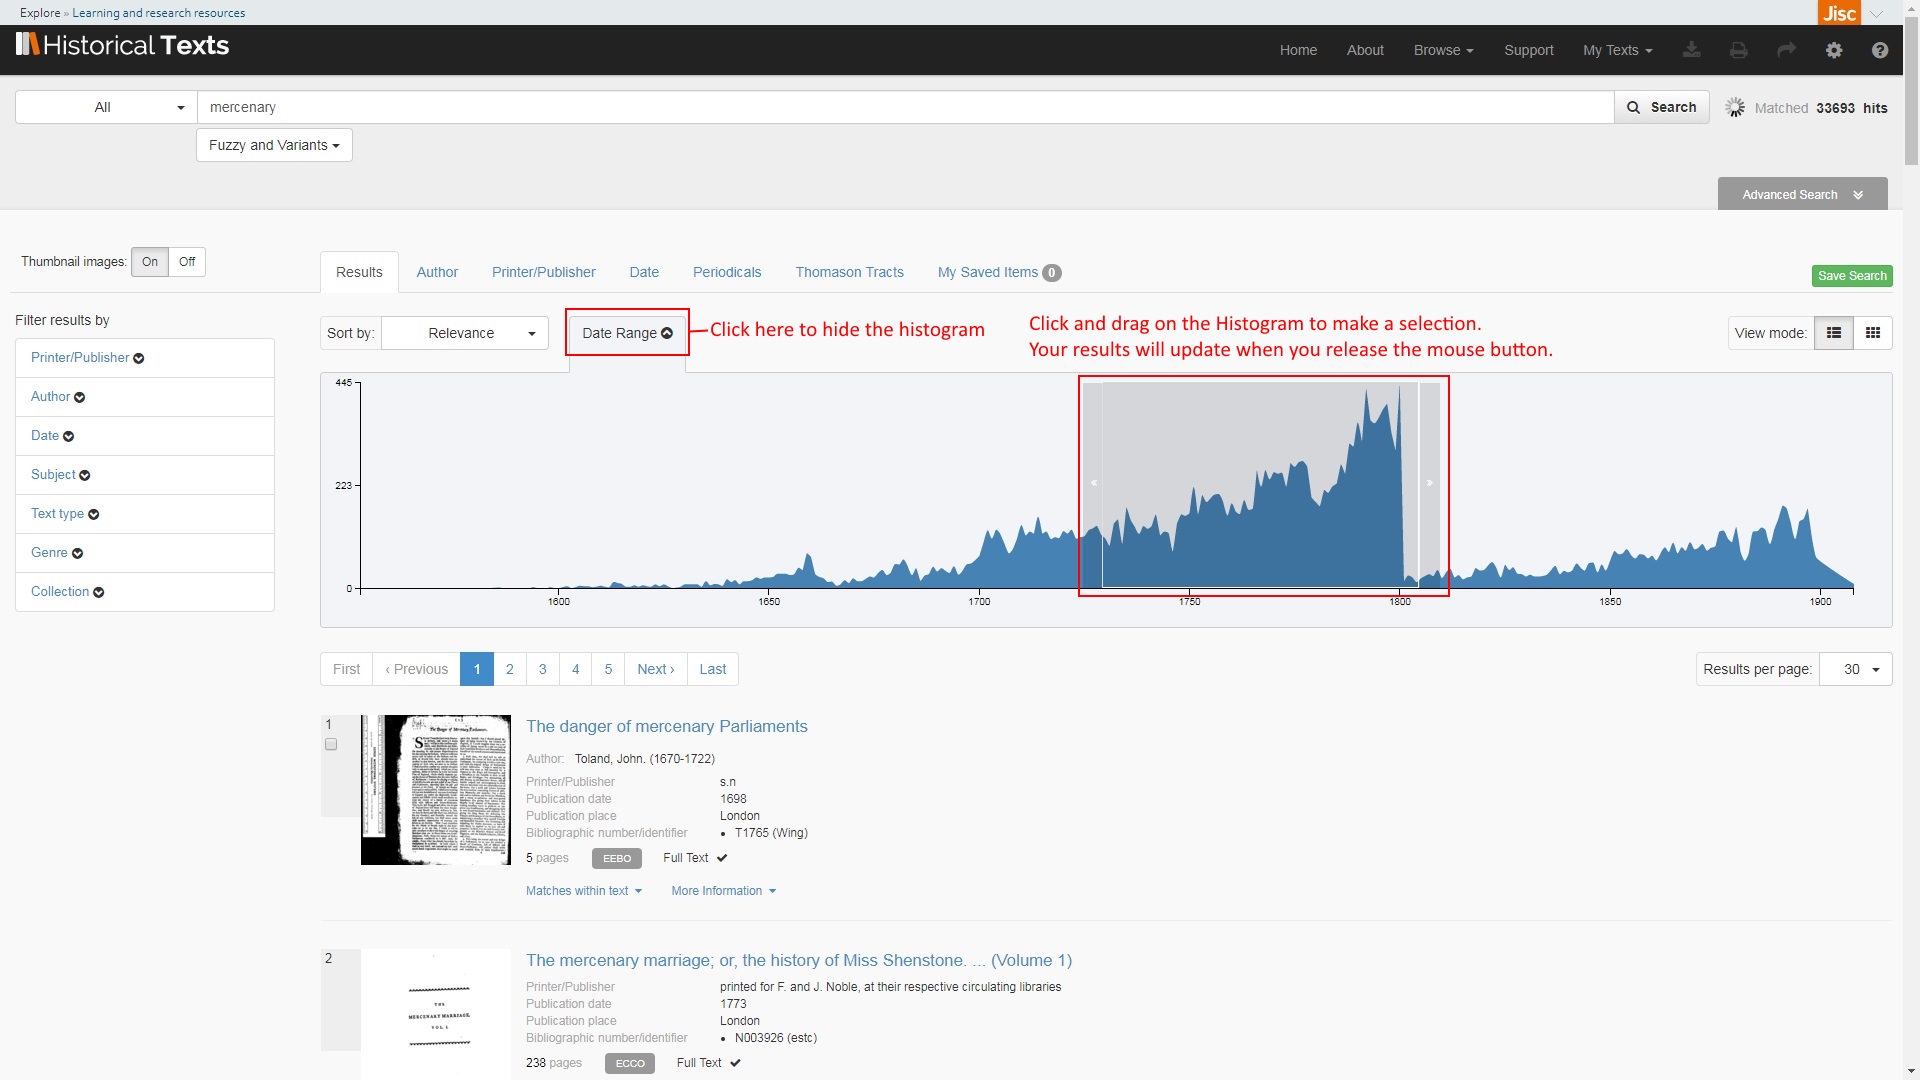 Explore » Learning and research resources
Jisc
Historical Texts
Home About Browse Support My Texts
All mercenary Search Matched 33693 hits
Fuzzy and Variants
Advanced Search
Thumbnail images: On Off
Results Author Printer/Publisher Date Periodicals Thomason Tracts My Saved Items 0
Save Search
Filter results by
Printer/Publisher
Author
Date
Subject
Text type
Genre
Collection
Sort by: Relevance Date Range
Click here to hide the histogram
Click and drag on the Histogram to make a selection.
Your results will update when you release the mouse button.
View mode:
445
223
0
1600 1650 1700 1750 1800 1850 1900
First ‹ Previous 1 2 3 4 5 Next › Last
Results per page: 30
1
The danger of mercenary Parliaments
Author: Toland, John. (1670-1722)
Printer/Publisher s.n
Publication date 1698
Publication place London
Bibliographic number/identifier • T1765 (Wing)
5 pages EEBO Full Text ✔
Matches within text More Information
2
THE
MERCENARY MARRIAGE,
VOL. I.
The mercenary marriage; or, the history of Miss Shenstone. ... (Volume 1)
Printer/Publisher printed for F. and J. Noble, at their respective circulating libraries
Publication date 1773
Publication place London
Bibliographic number/identifier • N003926 (estc)
238 pages ECCO Full Text ✔